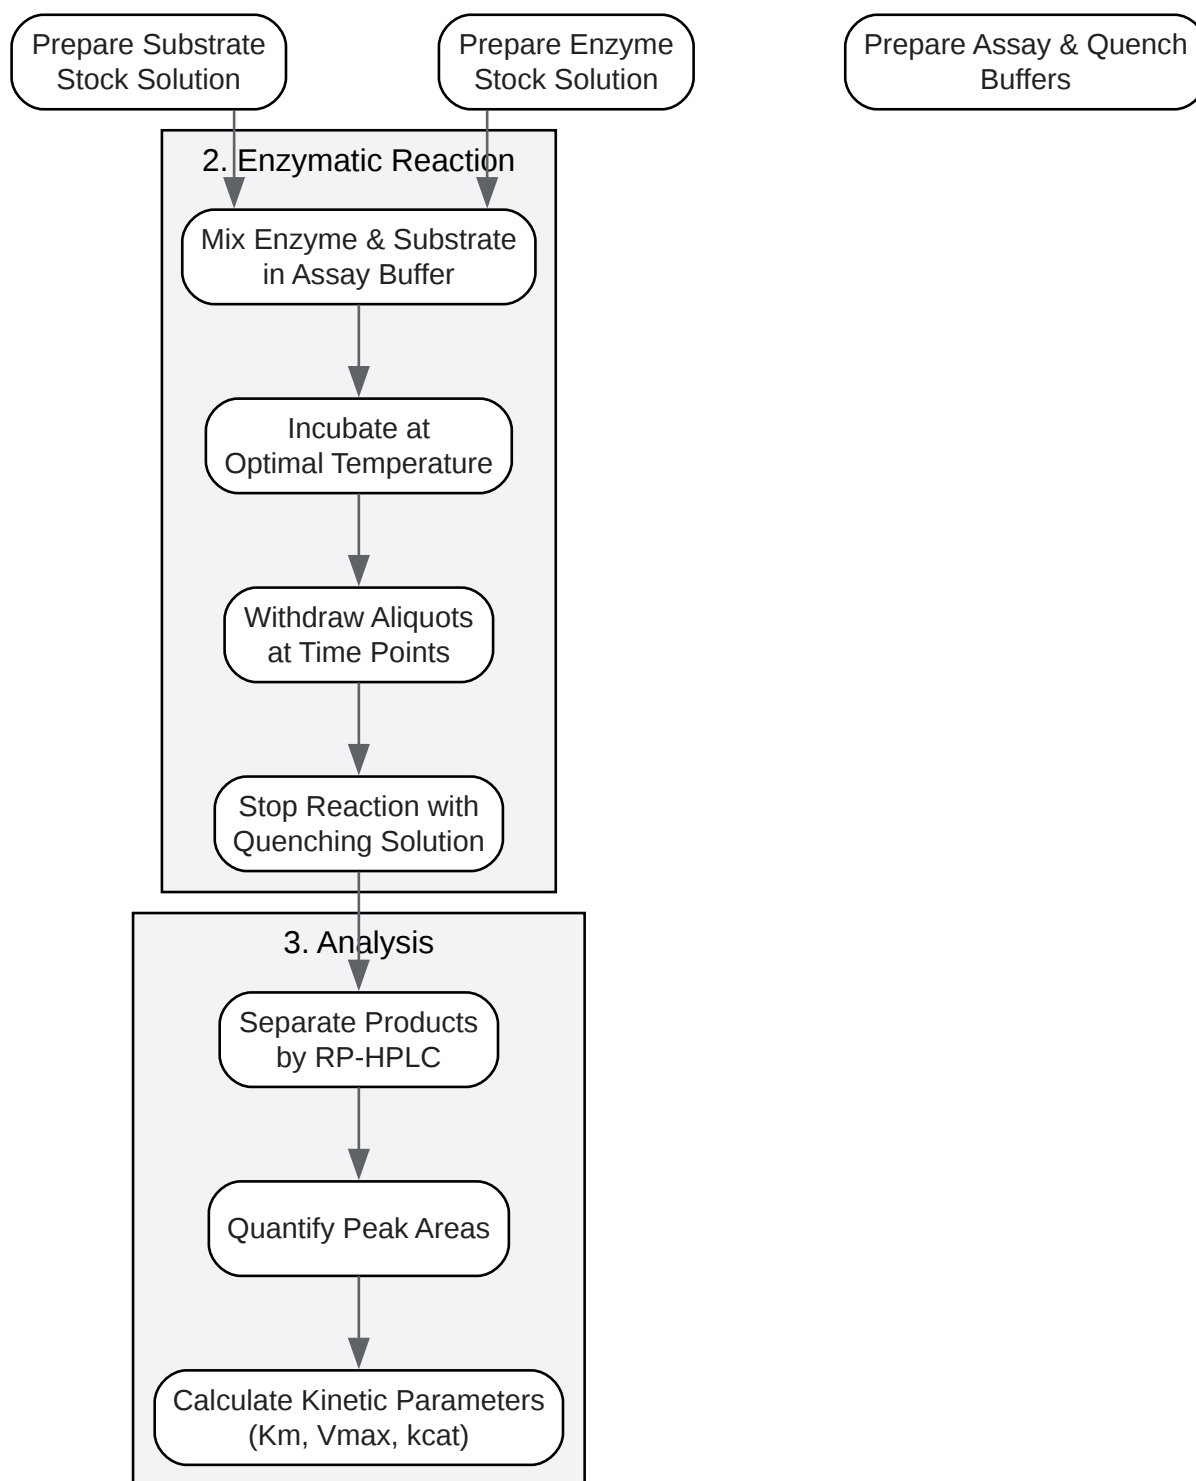 Prepare Substrate
Stock Solution
Prepare Enzyme
Stock Solution
Prepare Assay & Quench
Buffers
2. Enzymatic Reaction
Mix Enzyme & Substrate
in Assay Buffer
Incubate at
Optimal Temperature
Withdraw Aliquots
at Time Points
Stop Reaction with
Quenching Solution
3. Analysis
Separate Products
by RP-HPLC
Quantify Peak Areas
Calculate Kinetic Parameters
(Km, Vmax, kcat)